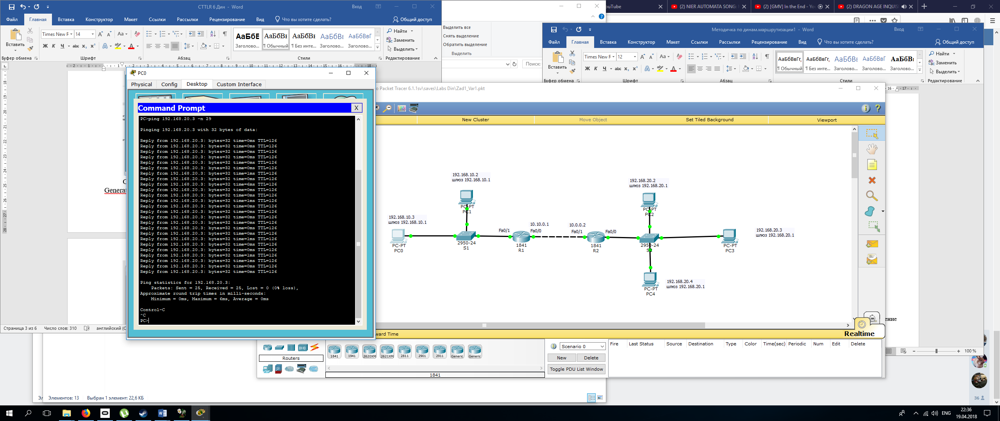 CTTLR 6 Дин - Word
Вход
Файл
Главная
Вставка
Конструктор
Макет
Ссылки
Рассылки
Рецензирование
Вид
Что вы хотите сделать?
Общий доступ
Вставить
Times New R
14
Найти
Заменить
Выделить
¶ Обычный
¶ Без инте...
Заголово...
Заголово...
Буфер обмена
Шрифт
Абзац
Стили
Редактирование
Выделить все
Снять выделение
Обратить выделение
Выделить
Поиск:
(2) NIER AUTOMATA SONG:
(2) [GMV] In the End - You
(2) DRAGON AGE INQUIS
Методичка по динам.маршрутизации1 - Word
Вход
Файл
Главная
Вставка
Конструктор
Макет
Ссылки
Рассылки
Рецензирование
Вид
Что вы хотите сделать?
Общий доступ
Вставить
Times New R
12
Найти
Заменить
Выделить
¶ Обычный
¶ Без инте...
Заголово...
Заголово...
Заголово...
Буфер обмена
Шрифт
Абзац
Стили
Редактирование
PC0
Physical
Config
Desktop
Custom Interface
Command Prompt
X
PC>ping 192.168.20.3 -n 29
Pinging 192.168.20.3 with 32 bytes of data:
Reply from 192.168.20.3: bytes=32 time=0ms TTL=126
Reply from 192.168.20.3: bytes=32 time=0ms TTL=126
Reply from 192.168.20.3: bytes=32 time=0ms TTL=126
Reply from 192.168.20.3: bytes=32 time=0ms TTL=126
Reply from 192.168.20.3: bytes=32 time=0ms TTL=126
Reply from 192.168.20.3: bytes=32 time=0ms TTL=126
Reply from 192.168.20.3: bytes=32 time=1ms TTL=126
Reply from 192.168.20.3: bytes=32 time=0ms TTL=126
Reply from 192.168.20.3: bytes=32 time=6ms TTL=126
Reply from 192.168.20.3: bytes=32 time=0ms TTL=126
Reply from 192.168.20.3: bytes=32 time=0ms TTL=126
Reply from 192.168.20.3: bytes=32 time=1ms TTL=126
Reply from 192.168.20.3: bytes=32 time=0ms TTL=126
Reply from 192.168.20.3: bytes=32 time=0ms TTL=126
Reply from 192.168.20.3: bytes=32 time=0ms TTL=126
Reply from 192.168.20.3: bytes=32 time=0ms TTL=126
Reply from 192.168.20.3: bytes=32 time=0ms TTL=126
Reply from 192.168.20.3: bytes=32 time=0ms TTL=126
Reply from 192.168.20.3: bytes=32 time=1ms TTL=126
Reply from 192.168.20.3: bytes=32 time=0ms TTL=126
Reply from 192.168.20.3: bytes=32 time=0ms TTL=126
Reply from 192.168.20.3: bytes=32 time=1ms TTL=126
Reply from 192.168.20.3: bytes=32 time=1ms TTL=126
Reply from 192.168.20.3: bytes=32 time=0ms TTL=126
Reply from 192.168.20.3: bytes=32 time=0ms TTL=126
Ping statistics for 192.168.20.3:
Packets: Sent = 25, Received = 25, Lost = 0 (0% loss),
Approximate round trip times in milli-seconds:
Minimum = 0ms, Maximum = 6ms, Average = 0ms
Control-C
^C
PC>
o Packet Tracer 6.1.1sv\saves\Labs Din\Zad1_Var1.pkt
New Cluster
Move Object
Set Tiled Background
Viewport
192.168.10.2
шлюз 192.168.10.1
PC-PT
PC1
192.168.10.3
шлюз 192.168.10.1
PC-PT
PC0
2950-24
S1
Fa0/1
10.10.0.1
Fa0/0
1841
R1
10.0.0.2
Fa0/1
Fa0/0
1841
R2
192.168.20.2
шлюз 192.168.20.1
PC-PT
PC2
2950-24
S2
192.168.20.3
шлюз 192.168.20.1
PC-PT
PC3
192.168.20.4
шлюз 192.168.20.1
PC-PT
PC4
Realtime
ward Time
Routers
1841
1941
2620XM
2621XM
2811
2901
2911
Generic
Generic
1841
Scenario 0
New
Delete
Toggle PDU List Window
Fire
Last Status
Source
Destination
Type
Color
Time(sec)
Periodic
Num
Edit
Delete
Страница 3 из 6
Число слов: 310
английский (С
Элементов: 13
Выбран 1 элемент: 22,6 КБ
100 %
36
ENG
22:36
19.04.2018